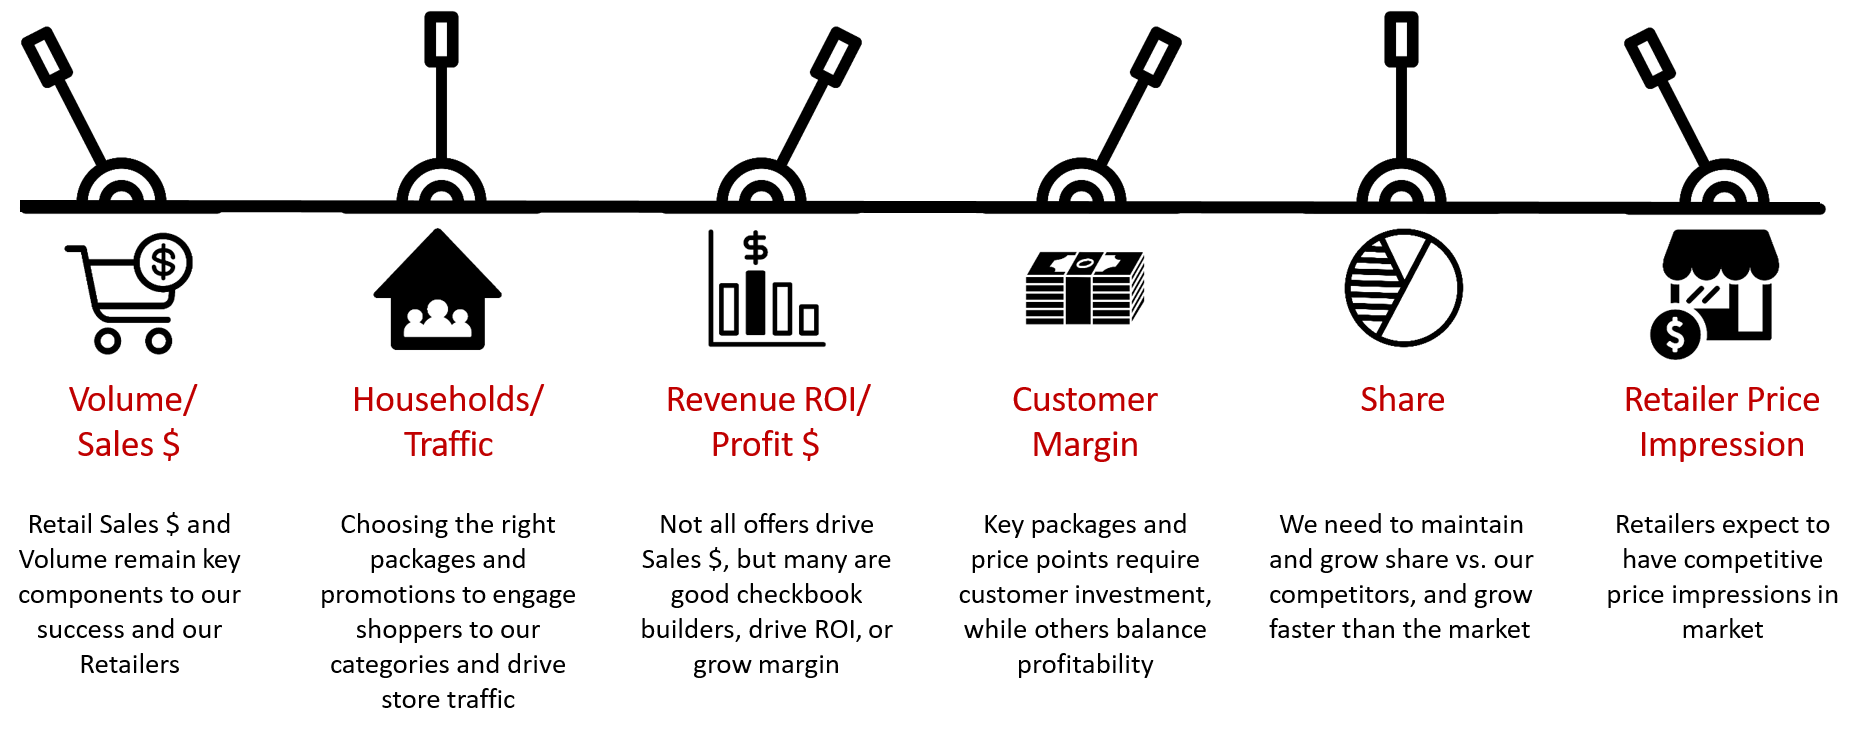 $
$
$
Volume/
Sales $
Households/
Traffic
Revenue ROI/
Profit $
Customer
Margin
Share
Retailer Price
Impression
Retail Sales $ and
Volume remain key
components to our
success and our
Retailers
Choosing the right
packages and
promotions to engage
shoppers to our
categories and drive
store traffic
Not all offers drive
Sales $, but many are
good checkbook
builders, drive ROI, or
grow margin
Key packages and
price points require
customer investment,
while others balance
profitability
We need to maintain
and grow share vs. our
competitors, and grow
faster than the market
Retailers expect to
have competitive
price impressions in
market